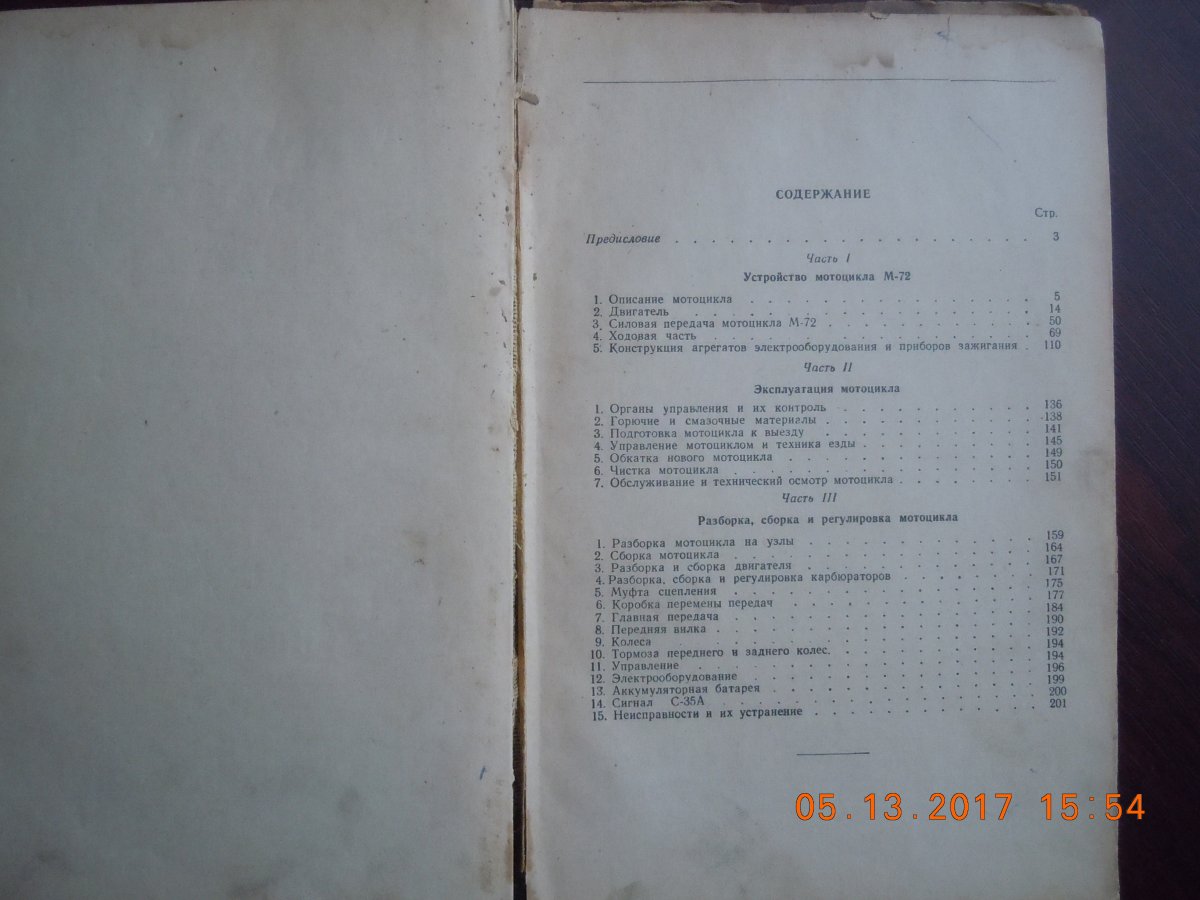 СОДЕРЖАНИЕ
Стр.
Предисловие . . . . . . . . . . . . . . . . . . . . 3
Часть I
Устройство мотоцикла М-72
1. Описание мотоцикла . . . . . . . . . . . . . . . 5
2. Двигатель . . . . . . . . . . . . . . . . . . 14
3. Силовая передача мотоцикла М-72 . . . . . . . . . . . 50
4. Ходовая часть . . . . . . . . . . . . . . . . . 69
5. Конструкция агрегатов электрооборудования и приборов зажигания . 110
Часть II
Эксплуатация мотоцикла
1. Органы управления и их контроль . . . . . . . . . . 136
2. Горючие и смазочные материалы . . . . . . . . . . . 138
3. Подготовка мотоцикла к выезду . . . . . . . . . . . 141
4. Управление мотоциклом и техника езды . . . . . . . . . 145
5. Обкатка нового мотоцикла . . . . . . . . . . . . . 149
6. Чистка мотоцикла . . . . . . . . . . . . . . . 150
7. Обслуживание и технический осмотр мотоцикла . . . . . . . 151
Часть III
Разборка, сборка и регулировка мотоцикла
1. Разборка мотоцикла на узлы . . . . . . . . . . . . 159
2. Сборка мотоцикла . . . . . . . . . . . . . . . 164
3. Разборка и сборка двигателя . . . . . . . . . . . . 167
4. Разборка, сборка и регулировка карбюраторов . . . . . . . 171
5. Муфта сцепления . . . . . . . . . . . . . . . 175
6. Коробка перемены передач . . . . . . . . . . . . . 177
7. Главная передача . . . . . . . . . . . . . . . 184
8. Передняя вилка . . . . . . . . . . . . . . . . 190
9. Колеса . . . . . . . . . . . . . . . . . . 192
10. Тормоза переднего и заднего колес. . . . . . . . . . . 194
11. Управление . . . . . . . . . . . . . . . . . 194
12. Электрооборудование . . . . . . . . . . . . . . 196
13. Аккумуляторная батарея . . . . . . . . . . . . . 199
14. Сигнал С-35А . . . . . . . . . . . . . . . . 200
15. Неисправности и их устранение . . . . . . . . . . . 201
05.13.2017 15:54